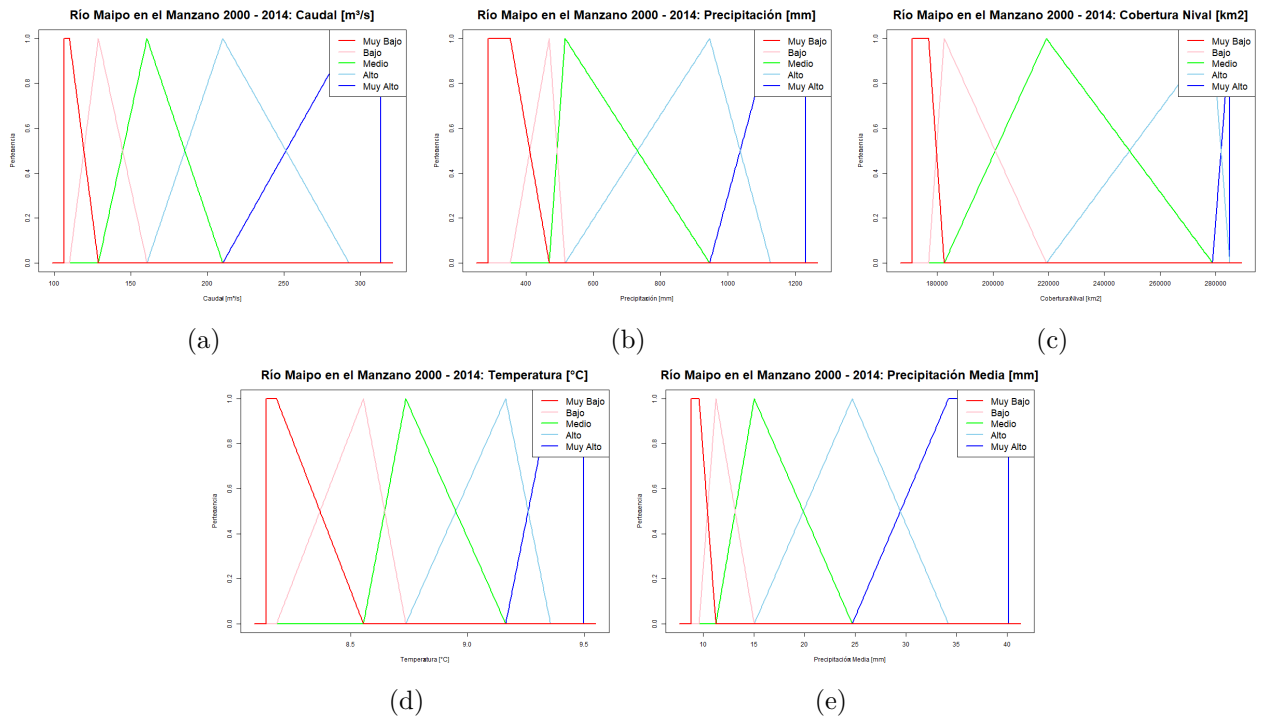 Río Maipo en el Manzano 2000 - 2014: Caudal [m³/s]
Pertenencia
0.0 0.2 0.4 0.6 0.8 1.0
Muy Bajo
Bajo
Medio
Alto
Muy Alto
100 150 200 250 300
Caudal [m³/s]
(a)
Río Maipo en el Manzano 2000 - 2014: Precipitación [mm]
Pertenencia
0.0 0.2 0.4 0.6 0.8 1.0
Muy Bajo
Bajo
Medio
Alto
Muy Alto
400 600 800 1000 1200
Precipitación [mm]
(b)
Río Maipo en el Manzano 2000 - 2014: Cobertura Nival [km2]
Pertenencia
0.0 0.2 0.4 0.6 0.8 1.0
Muy Bajo
Bajo
Medio
Alto
Muy Alto
180000 200000 220000 240000 260000 280000
Cobertura Nival [km2]
(c)
Río Maipo en el Manzano 2000 - 2014: Temperatura [°C]
Pertenencia
0.0 0.2 0.4 0.6 0.8 1.0
Muy Bajo
Bajo
Medio
Alto
Muy Alto
8.5 9.0 9.5
Temperatura [°C]
(d)
Río Maipo en el Manzano 2000 - 2014: Precipitación Media [mm]
Pertenencia
0.0 0.2 0.4 0.6 0.8 1.0
Muy Bajo
Bajo
Medio
Alto
Muy Alto
10 15 20 25 30 35 40
Precipitación Media [mm]
(e)